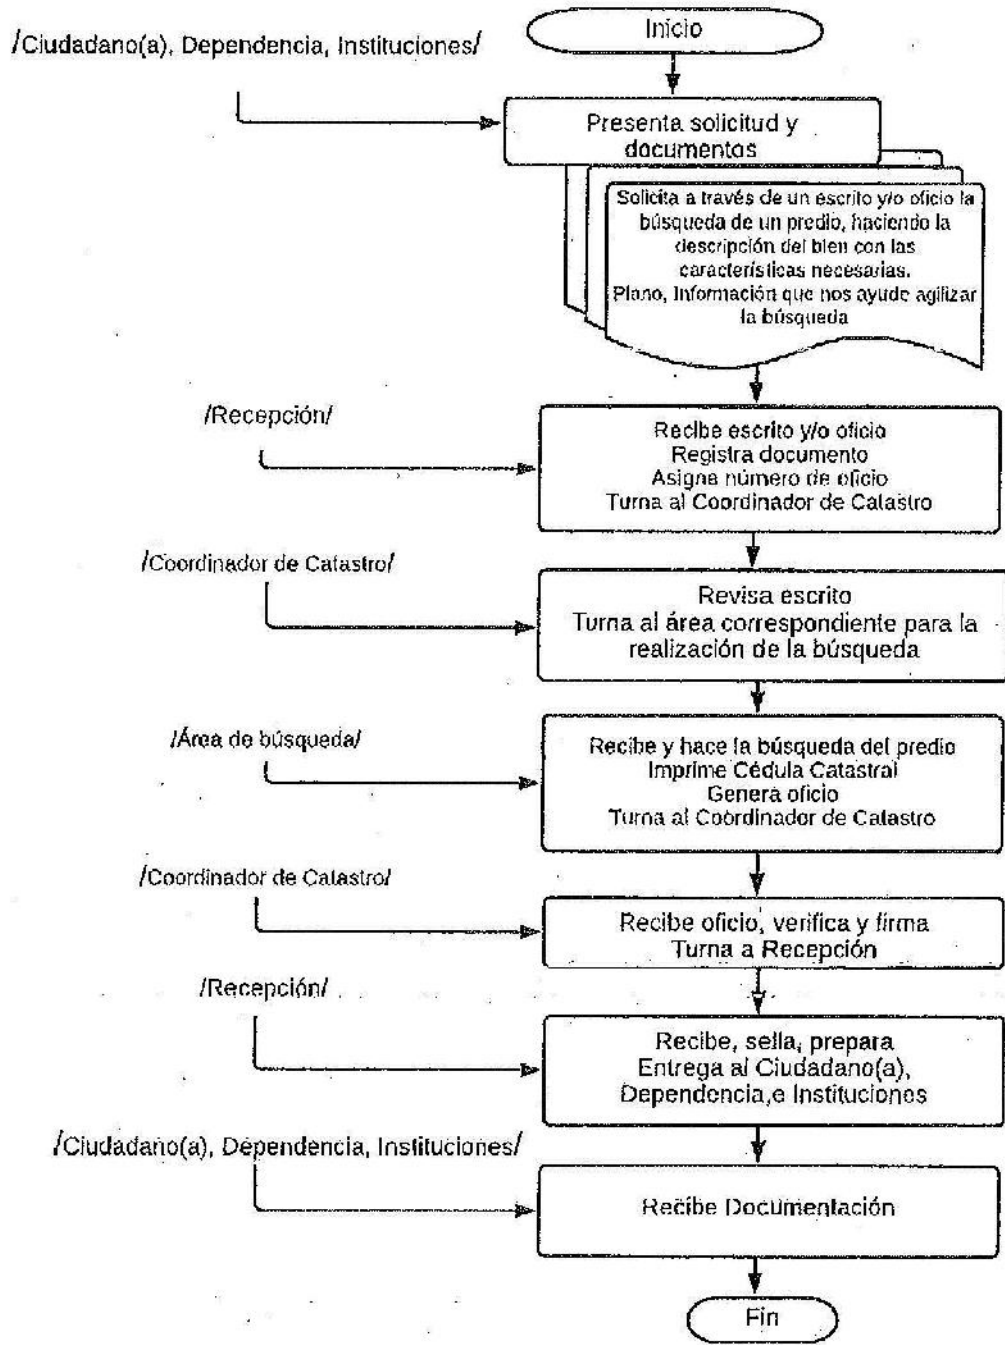 Inicio
/Ciudadano(a), Dependencia, Instituciones/
Presenta solicitud y
documentos
Solicita a través de un escrito y/o oficio la
búsqueda de un predio, haciendo la
descripción del bien con las
características necesarias.
Plano, Información que nos ayude agilizar
la búsqueda
/Recepción/
Recibe escrito y/o oficio
Registra documento
Asigna número de oficio
Turna al Coordinador de Catastro
/Coordinador de Catastro/
Revisa escrito
Turna al área correspondiente para la
realización de la búsqueda
/Área de búsqueda/
Recibe y hace la búsqueda del predio
Imprime Cédula Catastral
Genera oficio
Turna al Coordinador de Catastro
/Coordinador de Catastro/
Recibe oficio, verifica y firma
Turna a Recepción
/Recepción/
Recibe, sella, prepara
Entrega al Ciudadano(a),
Dependencia,e Instituciones
/Ciudadano(a), Dependencia, Instituciones/
Recibe Documentación
Fin